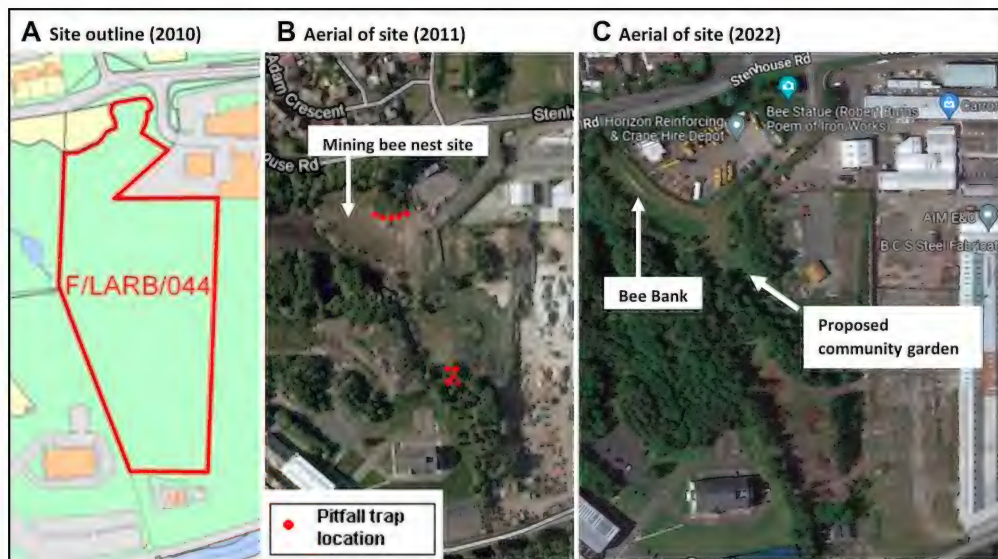 A Site outline (2010)
F/LARB/044
B Aerial of site (2011)
Adam Crescent
Stenh
ouse Rd
Mining bee nest site
Pitfall trap
location
C Aerial of site (2022)
Stenhouse Rd
Rd
Horizon Reinforcing
& Crane Hire Depot
Bee Statue (Robert Burns
Poem of Iron Works)
Carron
AIM E&C
B.C.S Steel Fabricat
Bee Bank
Proposed
community garden